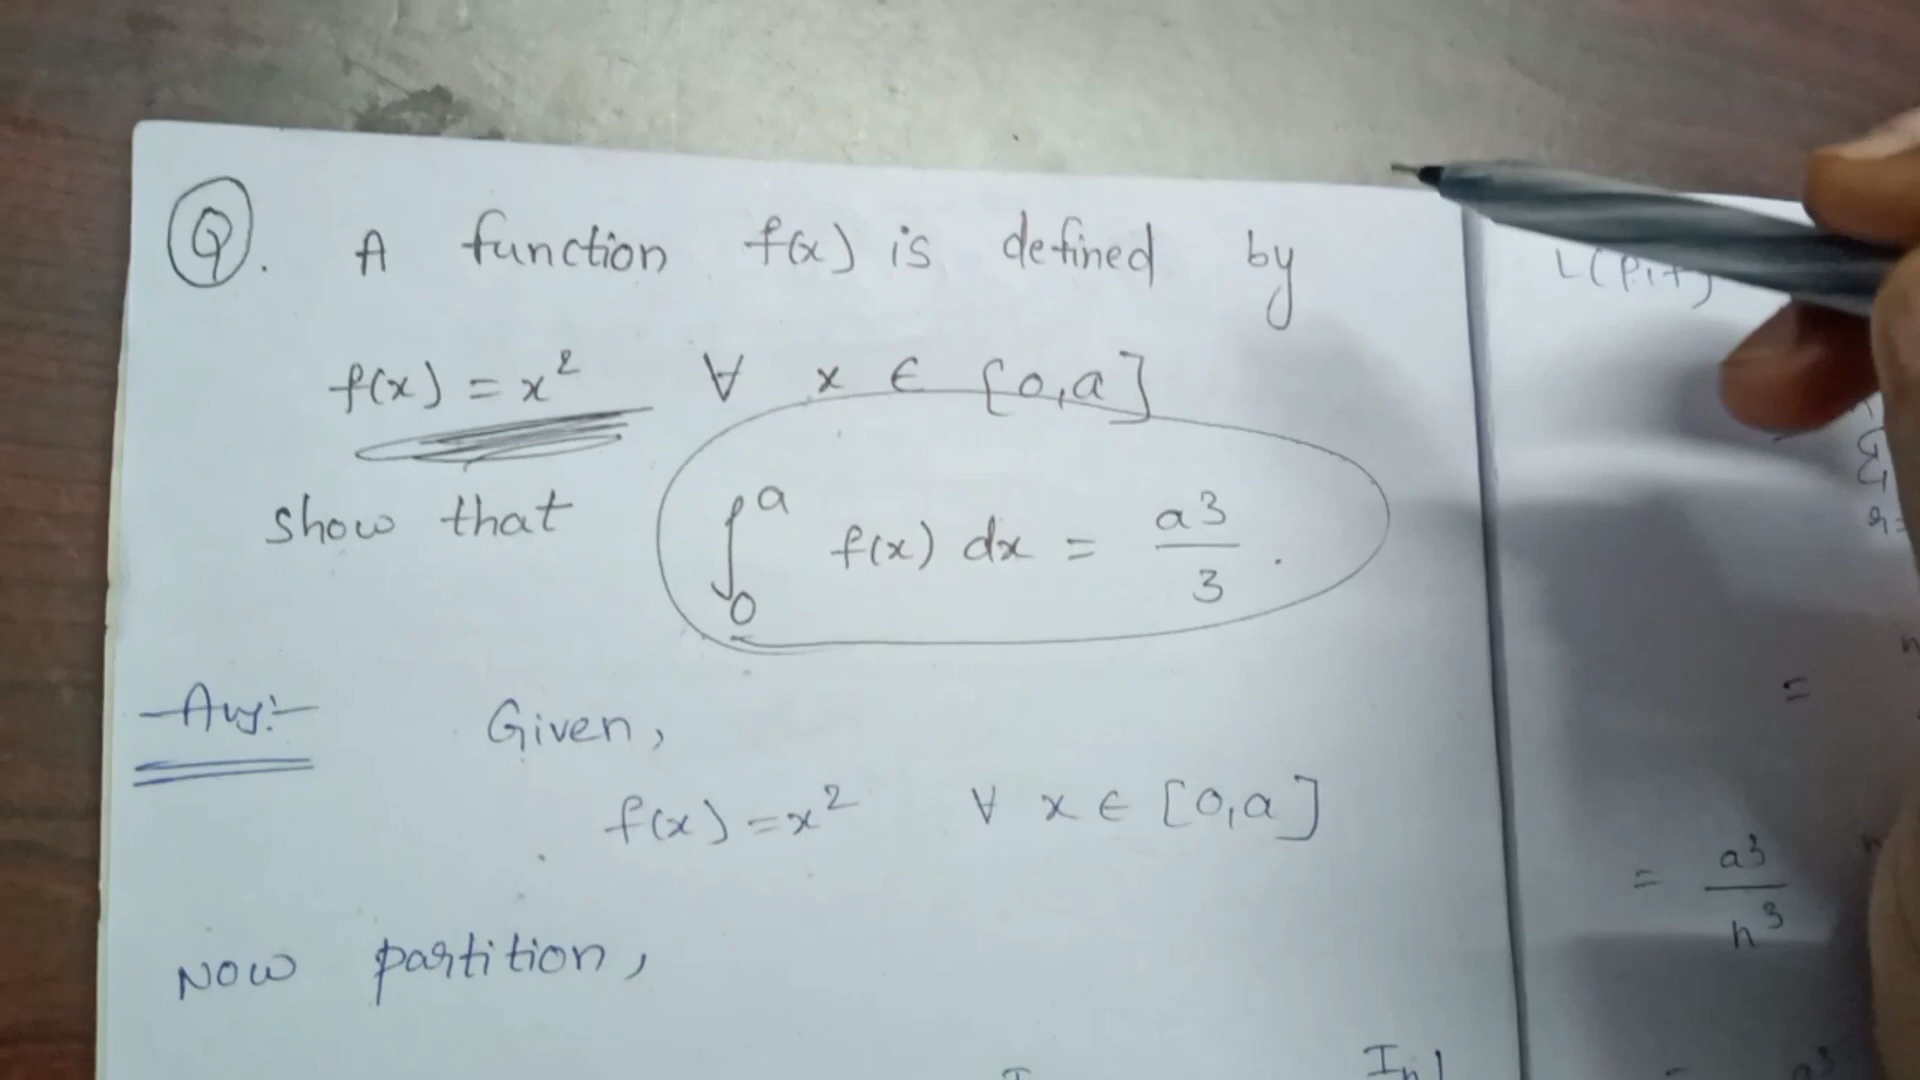 Q. A function f(x) is defined by
f(x) = x² ∀ x ∈ [0,a]
show that ∫₀ᵃ f(x) dx = a³/3.
Ans:-
Given,
f(x) = x² ∀ x ∈ [0,a]
Now partition,
L(P,f)
=
= a³/n³